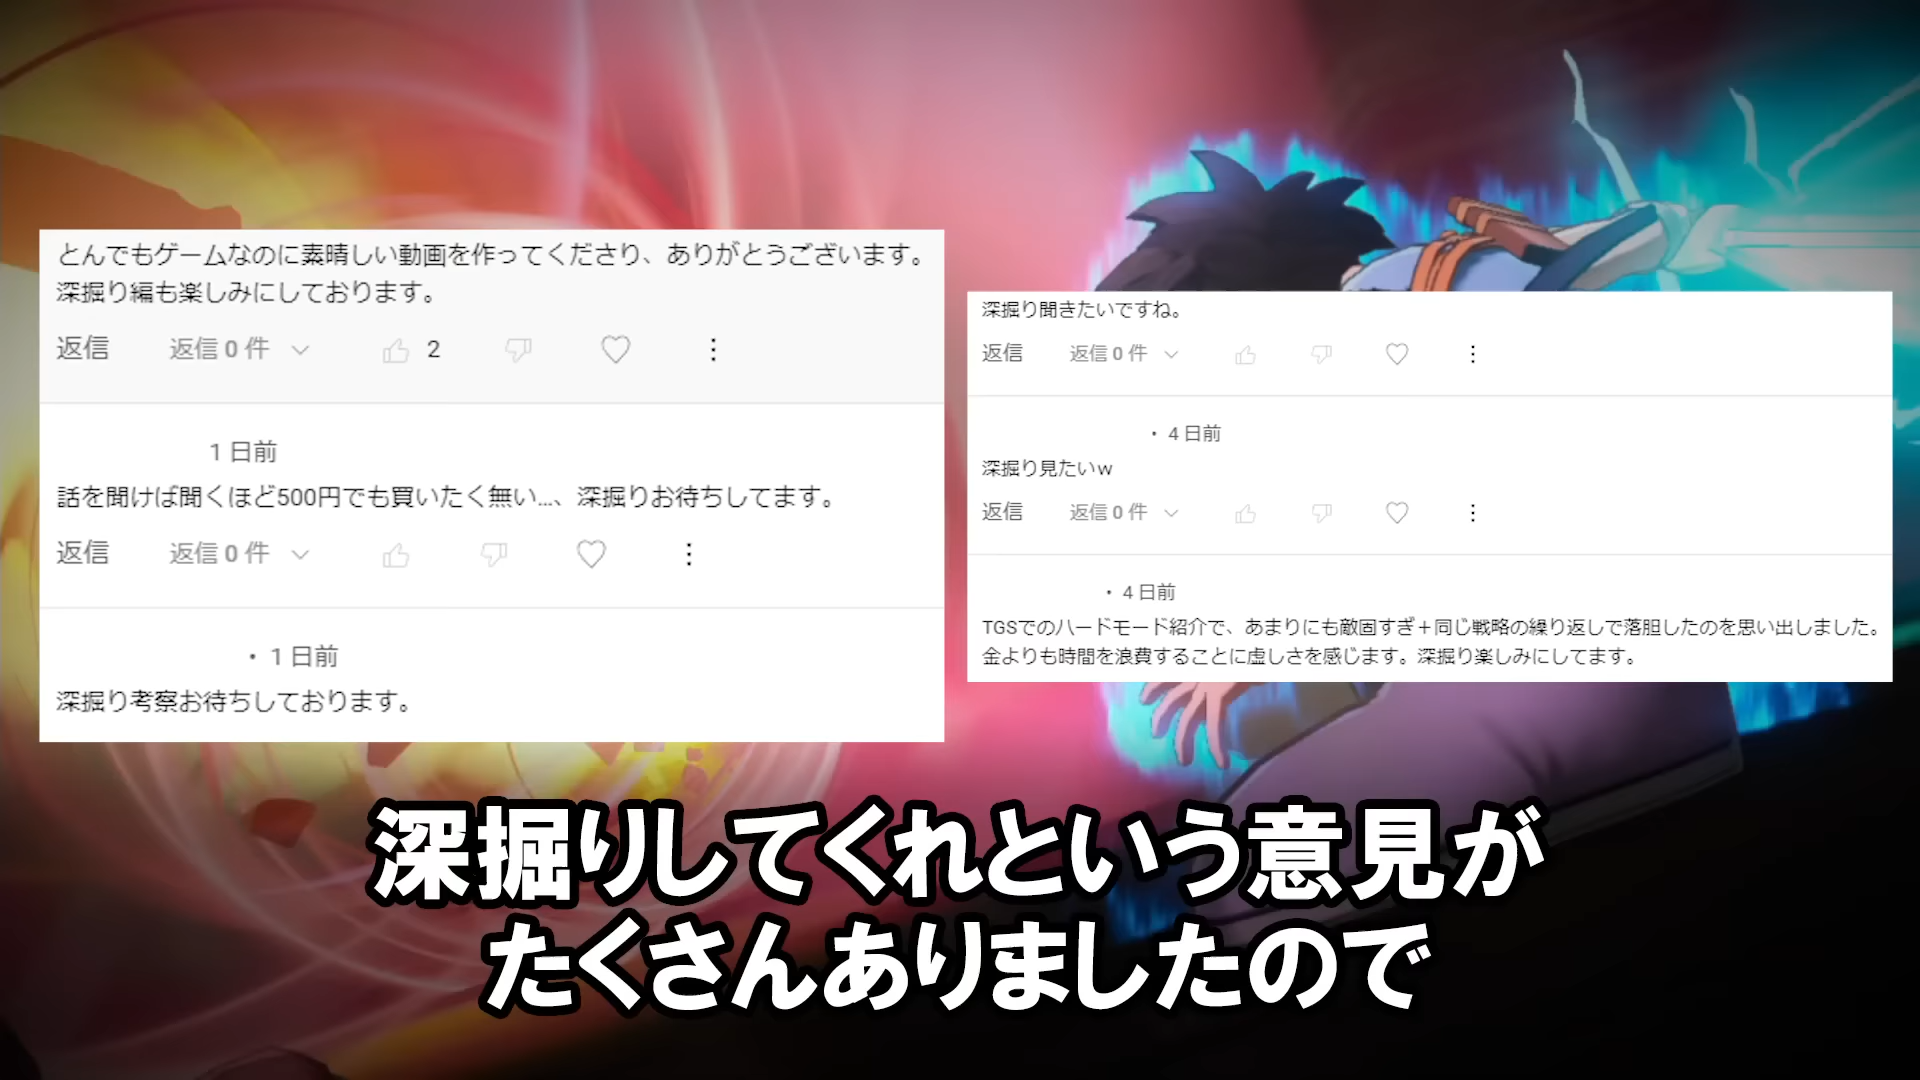 とんでもゲームなのに素晴しい動画を作ってくださり、ありがとうございます。
深掘り編も楽しみにしております。
返信 返信 0 件 2
1 日前
話を聞けば聞くほど500円でも買いたく無い...、深掘りお待ちしてます。
返信 返信 0 件
・ 1 日前
深掘り考察お待ちしております。
深掘り聞きたいですね。
返信 返信 0 件
・ 4 日前
深掘り見たいｗ
返信 返信 0 件
・ 4 日前
TGSでのハードモード紹介で、あまりにも敵固すぎ＋同じ戦略の繰り返しで落胆したのを思い出しました。
金よりも時間を浪費することに虚しさを感じます。深掘り楽しみにしてます。
深掘りしてくれという意見が
たくさんありましたので